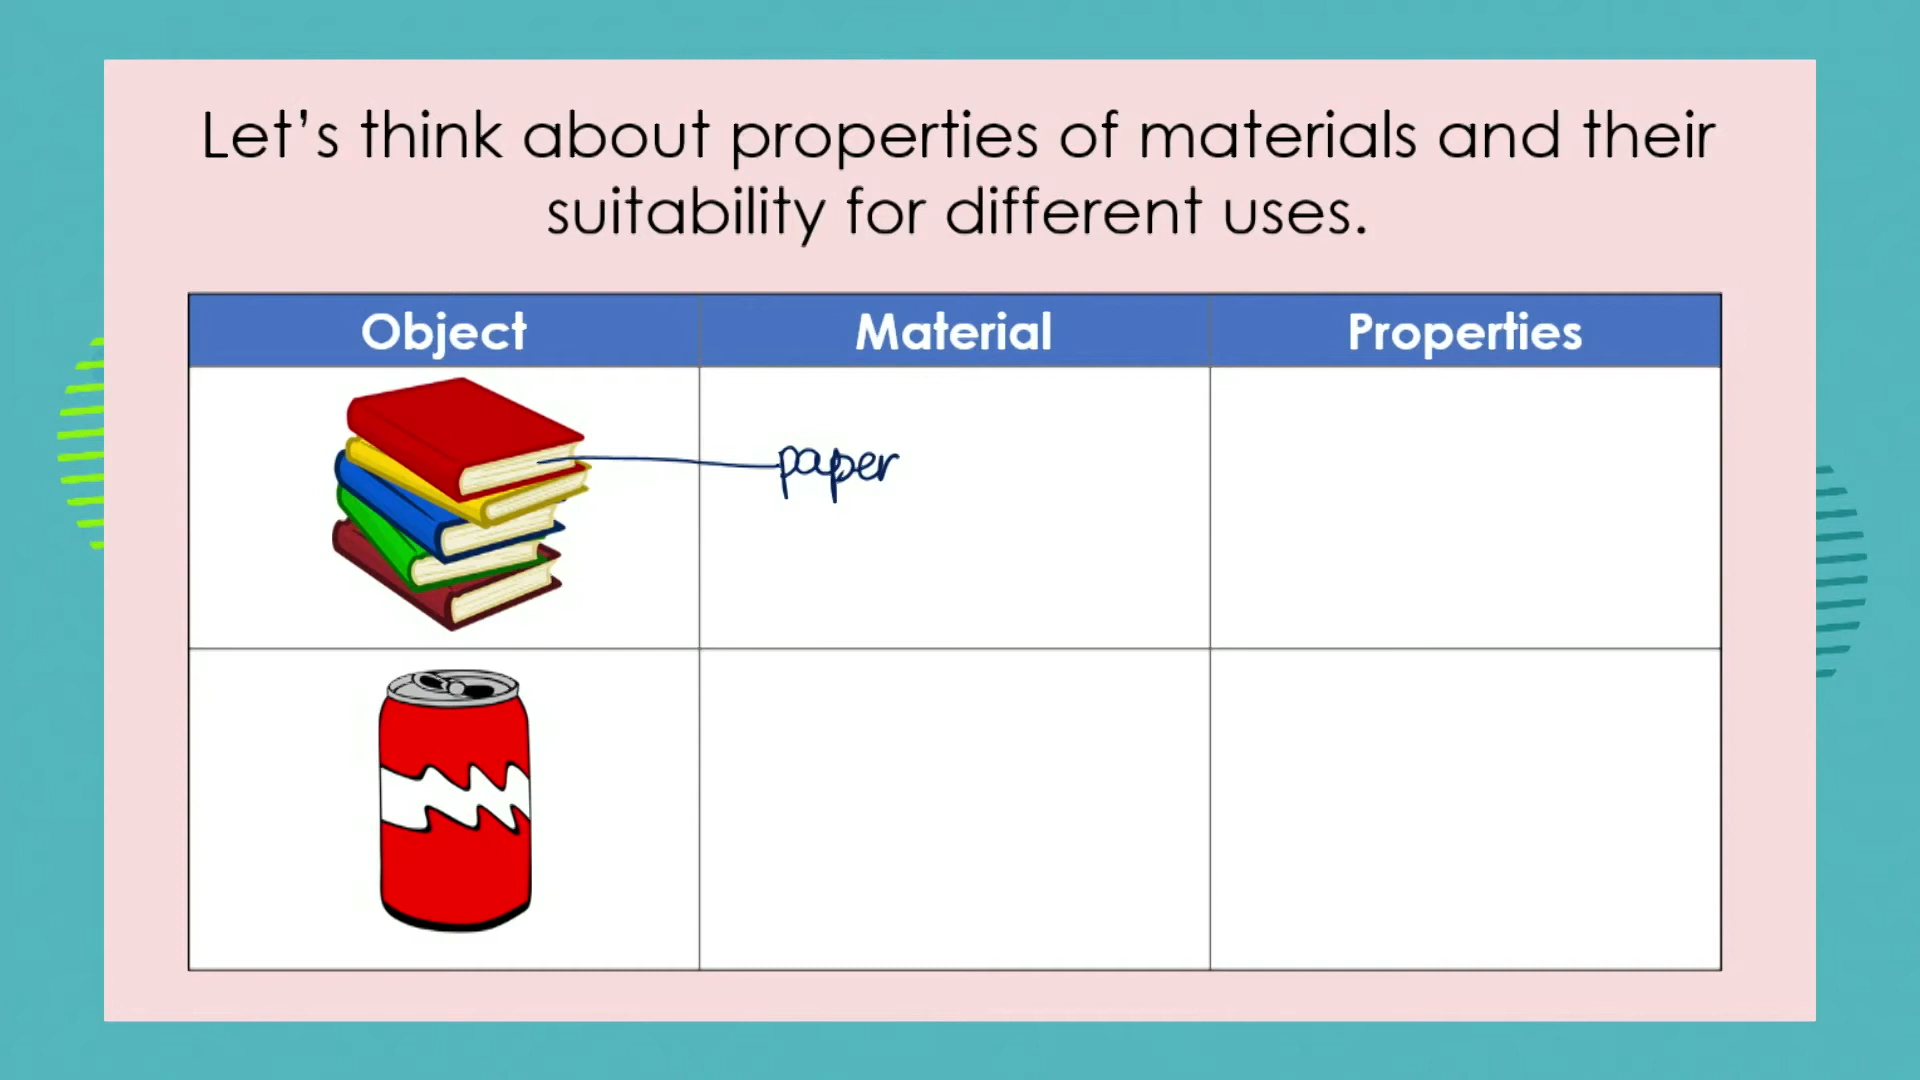 Let's think about properties of materials and their
suitability for different uses.
Object Material Properties
paper